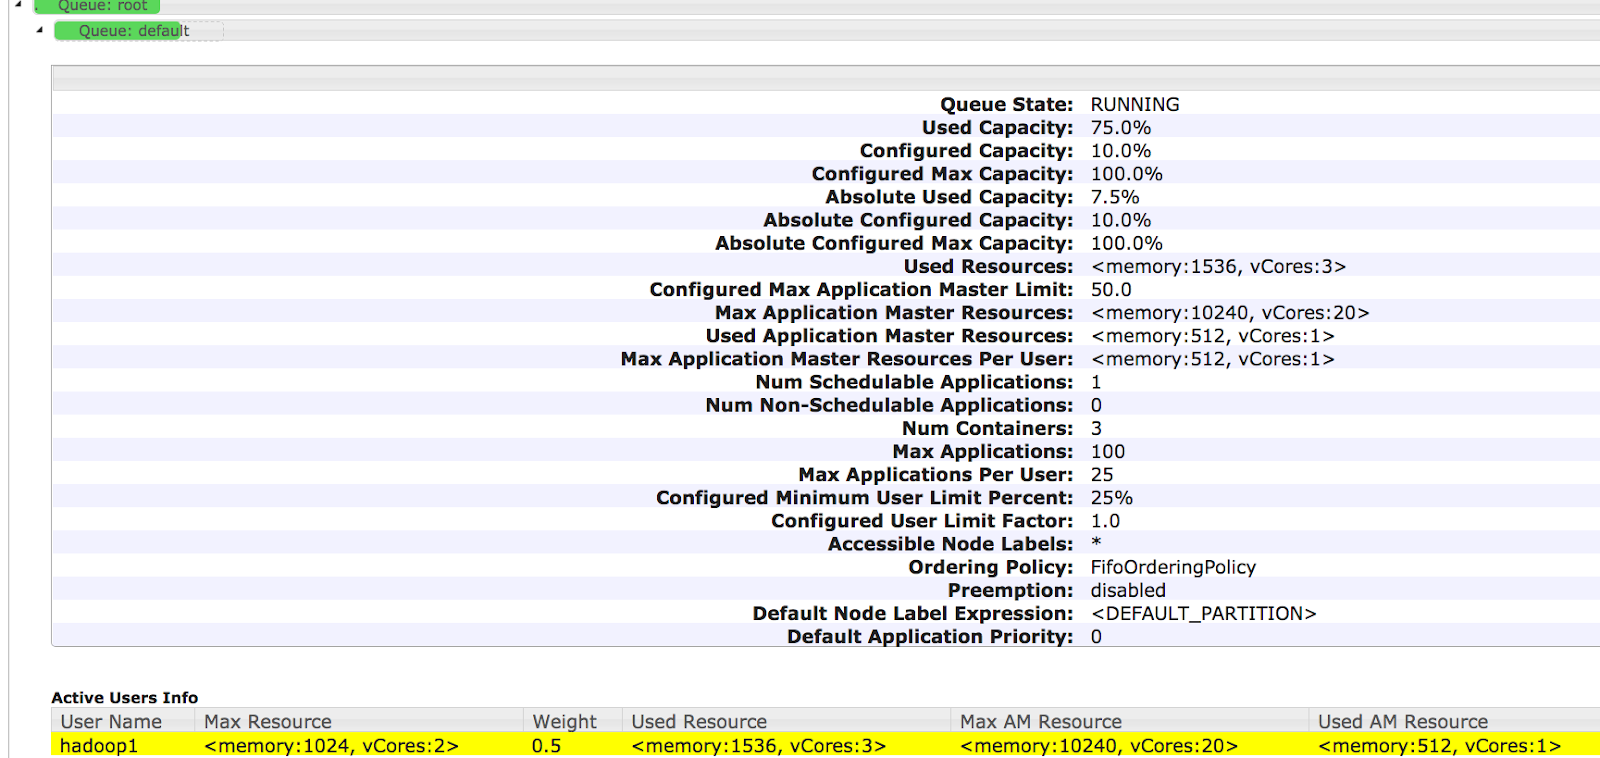 Queue: root
Queue: default
Queue State: RUNNING
Used Capacity: 75.0%
Configured Capacity: 10.0%
Configured Max Capacity: 100.0%
Absolute Used Capacity: 7.5%
Absolute Configured Capacity: 10.0%
Absolute Configured Max Capacity: 100.0%
Used Resources: <memory:1536, vCores:3>
Configured Max Application Master Limit: 50.0
Max Application Master Resources: <memory:10240, vCores:20>
Used Application Master Resources: <memory:512, vCores:1>
Max Application Master Resources Per User: <memory:512, vCores:1>
Num Schedulable Applications: 1
Num Non-Schedulable Applications: 0
Num Containers: 3
Max Applications: 100
Max Applications Per User: 25
Configured Minimum User Limit Percent: 25%
Configured User Limit Factor: 1.0
Accessible Node Labels: *
Ordering Policy: FifoOrderingPolicy
Preemption: disabled
Default Node Label Expression: <DEFAULT_PARTITION>
Default Application Priority: 0
Active Users Info
User Name Max Resource Weight Used Resource Max AM Resource Used AM Resource
hadoop1 <memory:1024, vCores:2> 0.5 <memory:1536, vCores:3> <memory:10240, vCores:20> <memory:512, vCores:1>